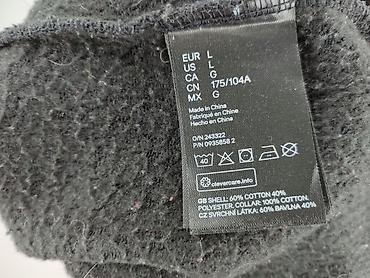 EUR L
US L
CA G
CN 175/104A
MX G
Made in China
Fabriqué en Chine
Hecho en China
O/N 243322
P/N 0935858 2
40
clevercare.info
GB SHELL: 60% COTTON 40%
POLYESTER. COLLAR: 100% COTTON.
CZ SVRCHNÍ LÁTKA: 60% BAVLNA 40%